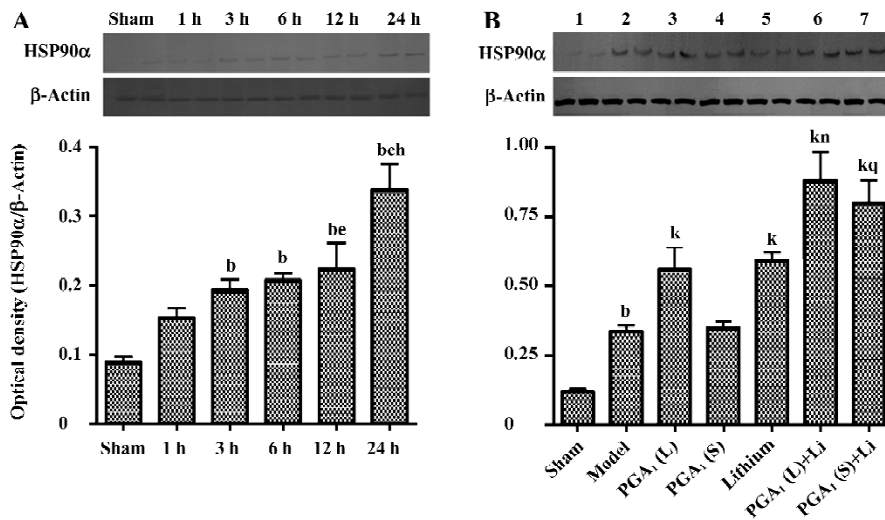 A
Sham 1 h 3 h 6 h 12 h 24 h
HSP90α
β-Actin
Optical density (HSP90α/β-Actin)
0.4
0.3
0.2
0.1
0
b
b
be
bch
Sham 1 h 3 h 6 h 12 h 24 h
B
1 2 3 4 5 6 7
HSP90α
β-Actin
1.00
0.75
0.50
0.25
0
b
k
k
kn
kq
Sham
Model
PGA₁ (L)
PGA₁ (S)
Lithium
PGA₁ (L)+Li
PGA₁ (S)+Li